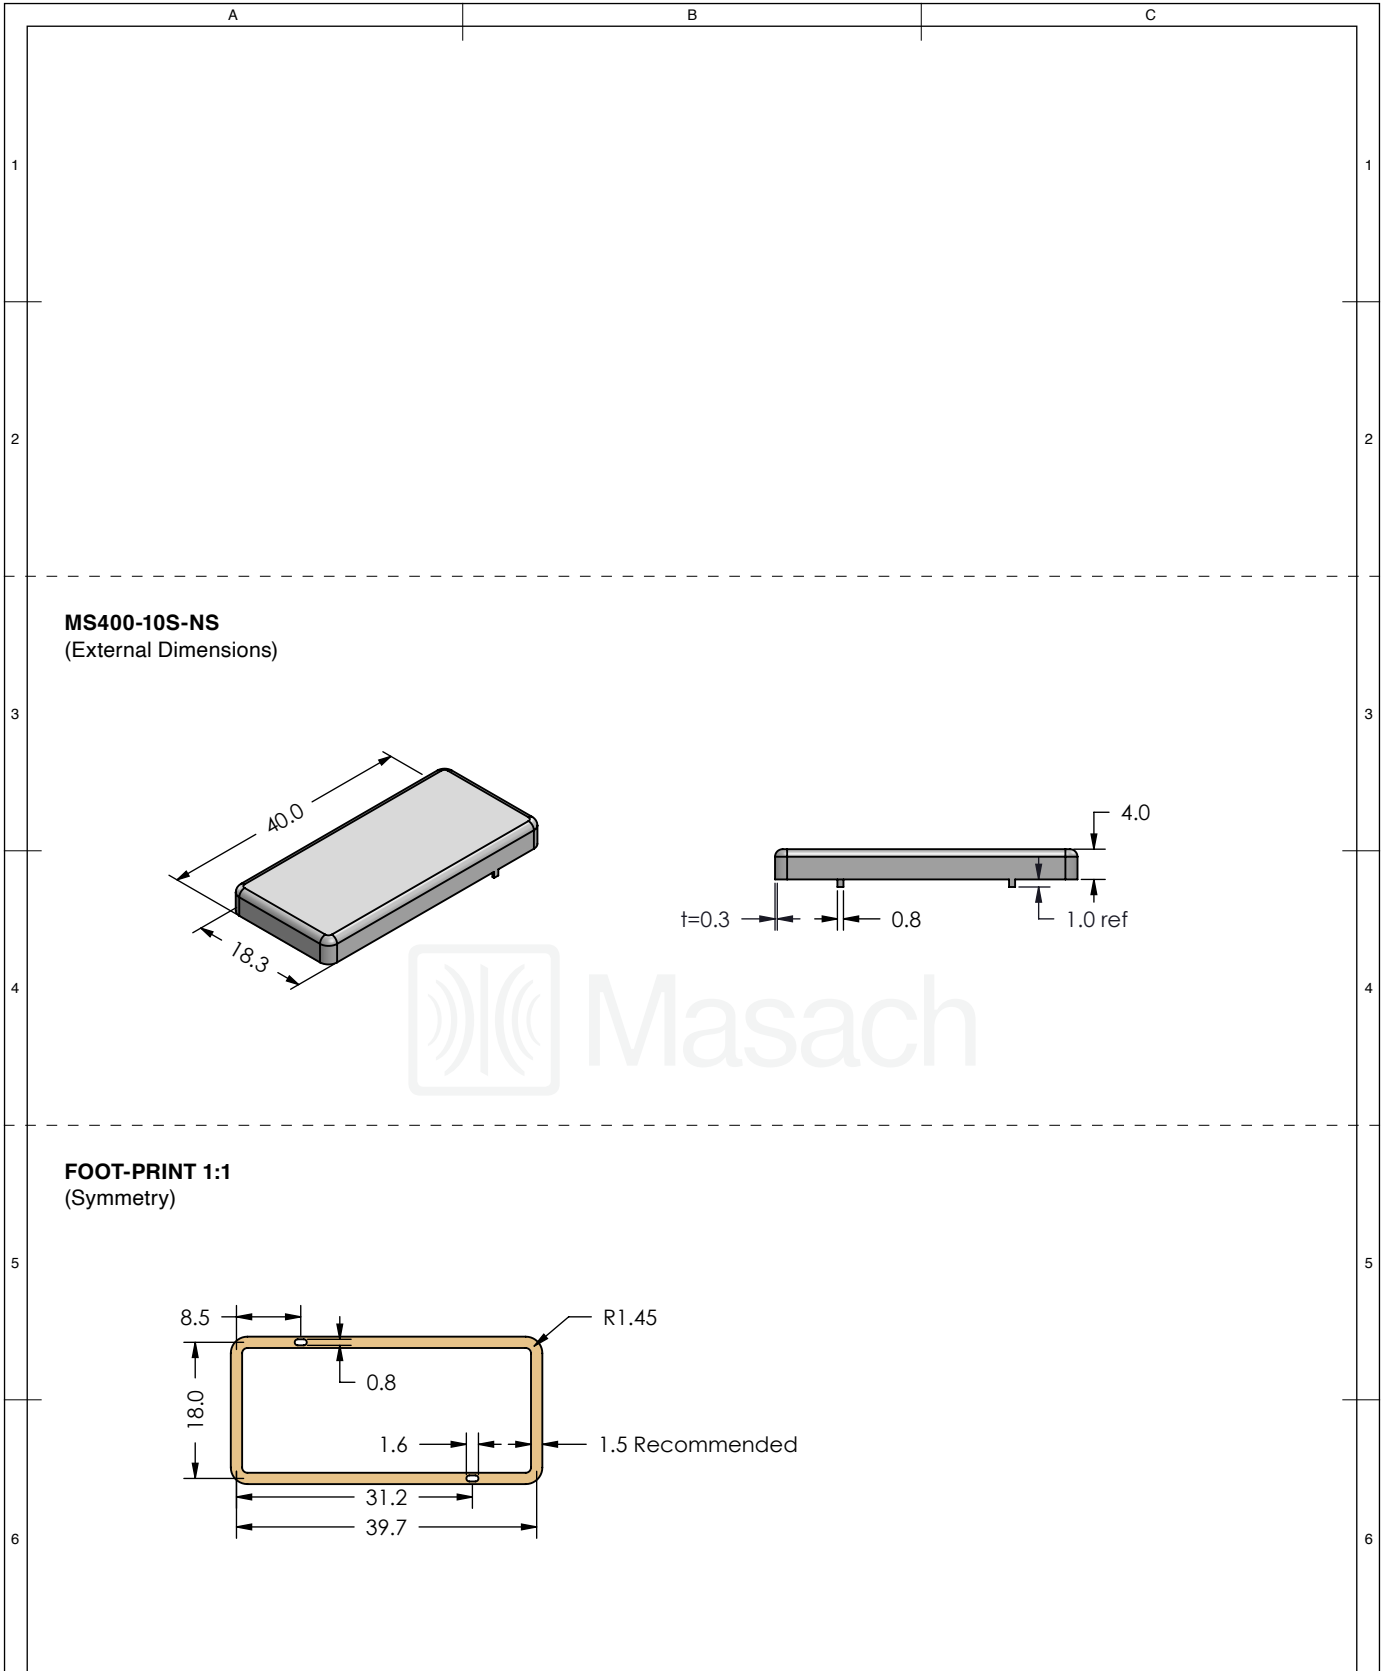 A B C
1 1
2 2
MS400-10S-NS
(External Dimensions)
3 3
40.0
18.3
4.0
t=0.3 0.8 1.0 ref
4 4
Masach
FOOT-PRINT 1:1
(Symmetry)
5 5
8.5 R1.45
0.8
18.0
1.6 1.5 Recommended
31.2
39.7
6 6